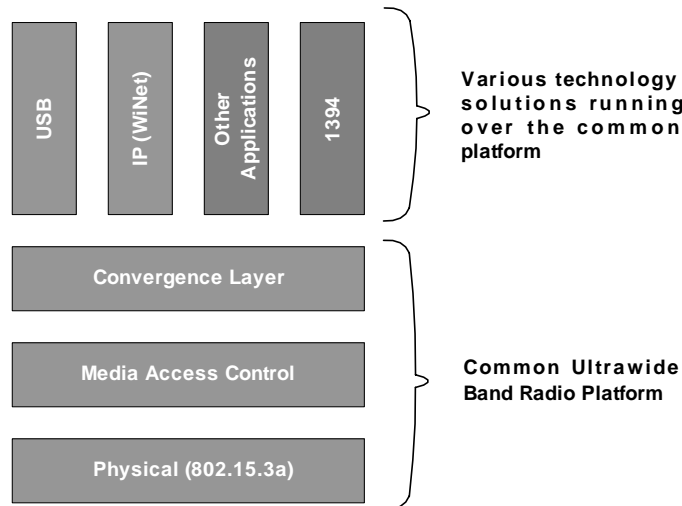 USB
IP (WiNet)
Other
Applications
1394
Various technology
solutions running
over the common
platform
Convergence Layer
Media Access Control
Physical (802.15.3a)
Common Ultrawide
Band Radio Platform